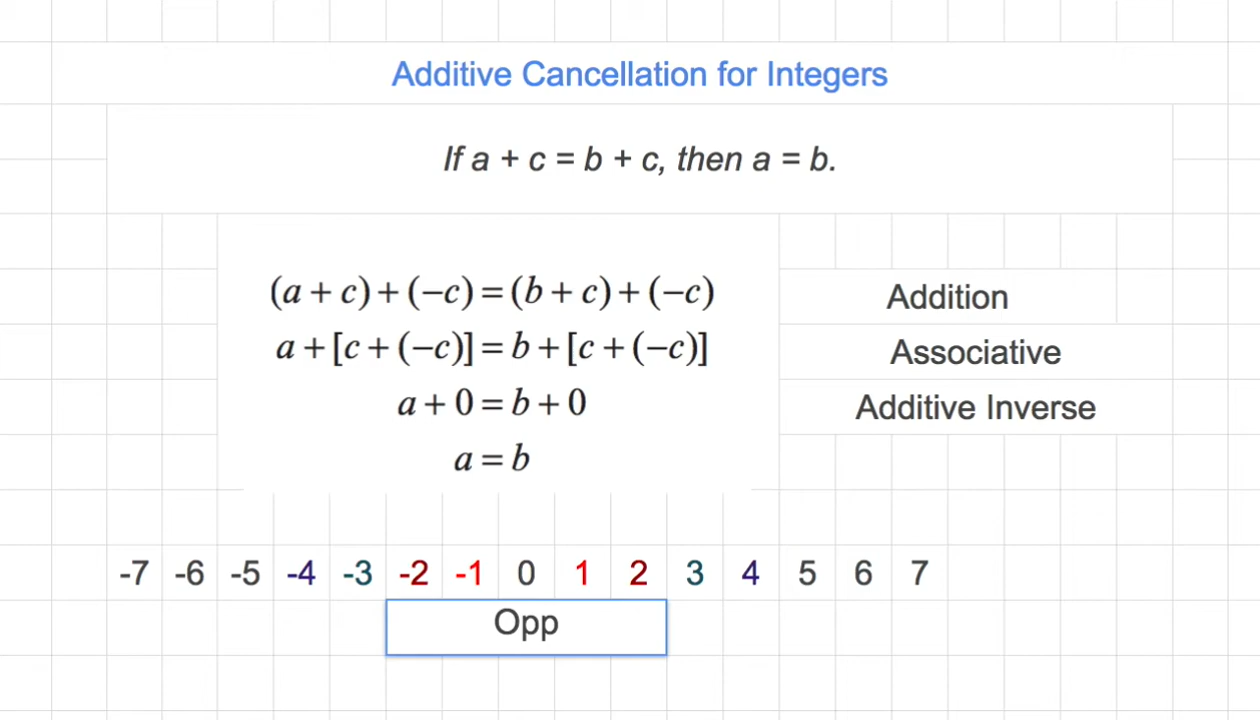 Additive Cancellation for Integers
If a + c = b + c, then a = b.
(a + c) + (−c) = (b + c) + (−c) Addition
a + [c + (−c)] = b + [c + (−c)] Associative
a + 0 = b + 0 Additive Inverse
a = b
-7 -6 -5 -4 -3 -2 -1 0 1 2 3 4 5 6 7
Opp